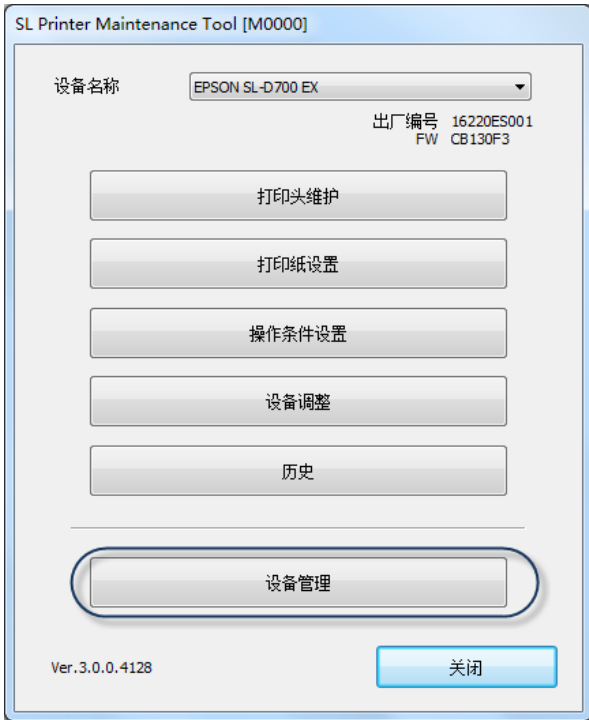 SL Printer Maintenance Tool [M0000]
设备名称
EPSON SL-D700 EX
出厂编号 16220ES001
FW CB130F3
打印头维护
打印纸设置
操作条件设置
设备调整
历史
设备管理
Ver.3.0.0.4128
关闭